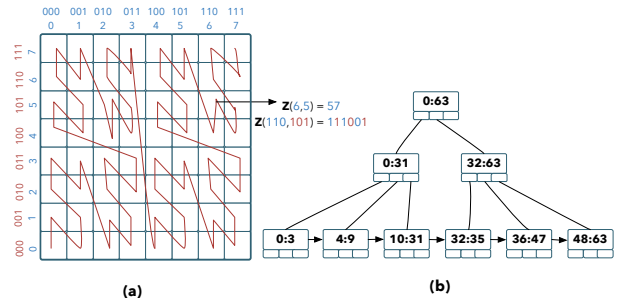 000 001 010 011 100 101 110 111
0 1 2 3 4 5 6 7
111 7
110 6
101 5
100 4
011 3
010 2
001 1
000 0
Z(6,5) = 57
Z(110,101) = 111001
(a)
0:63
0:31 32:63
0:3 4:9 10:31 32:35 36:47 48:63
(b)